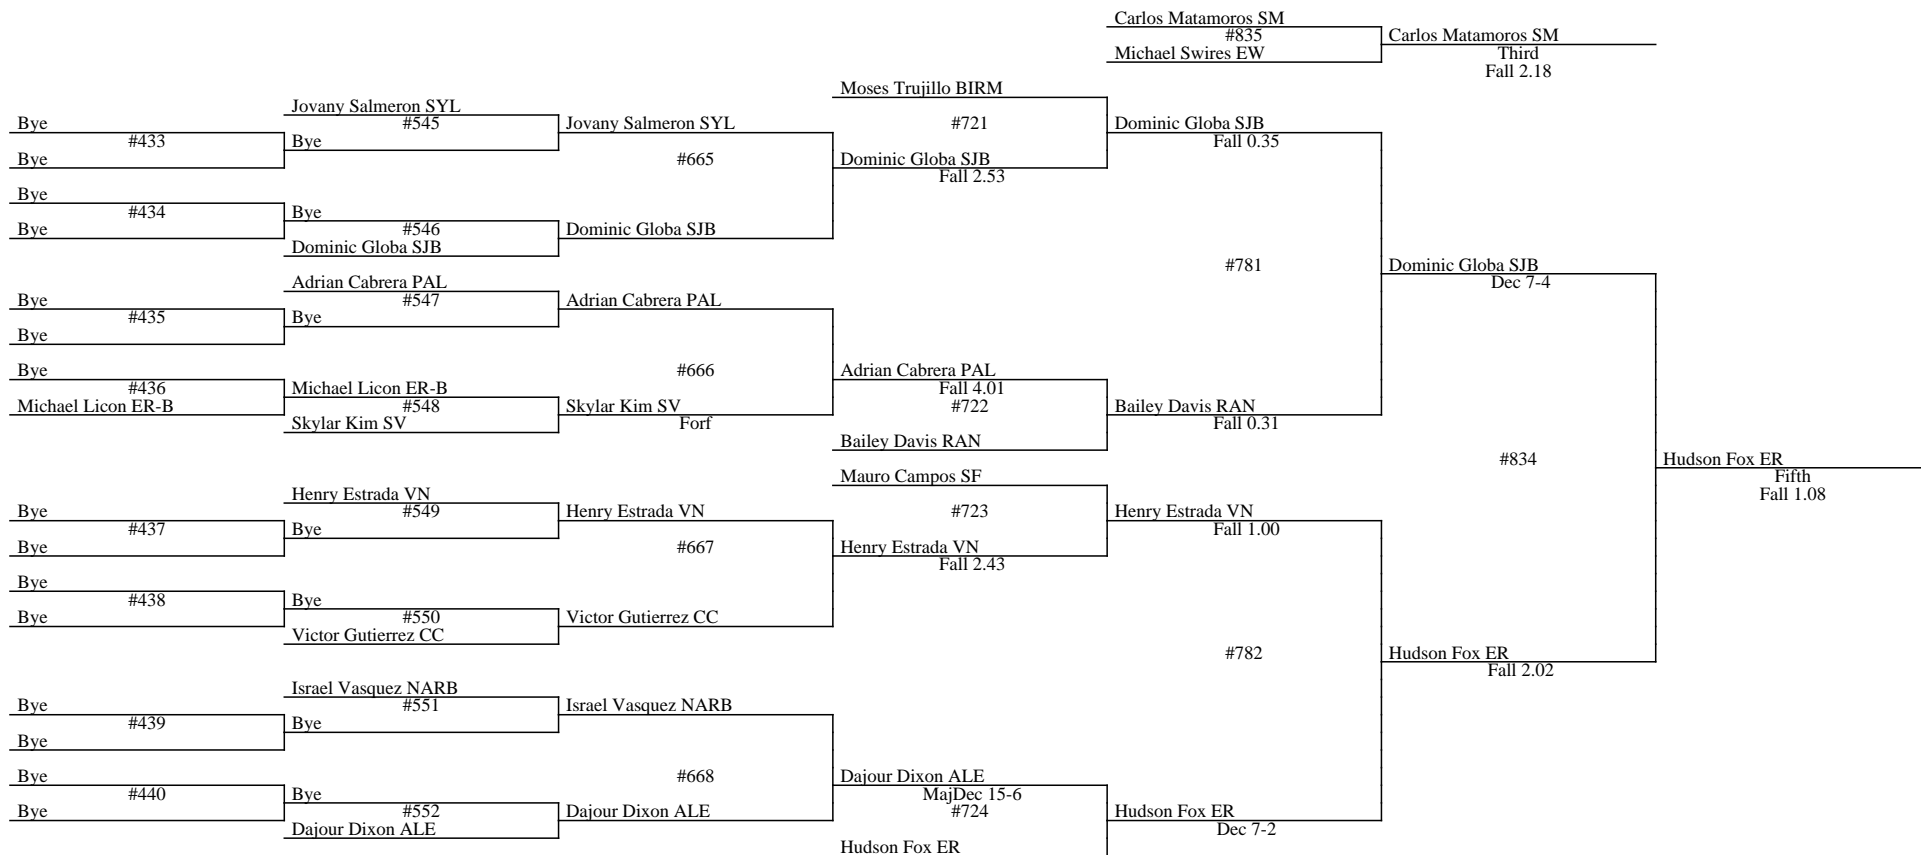 Carlos Matamoros SM
#835
Michael Swires EW
Carlos Matamoros SM
Third
Fall 2.18
Bye
#433
Bye
Bye
#434
Bye
Bye
#435
Bye
Bye
#436
Michael Licon ER-B
Bye
#437
Bye
Bye
#438
Bye
Bye
#439
Bye
Bye
#440
Bye
Jovany Salmeron SYL
#545
Bye
Bye
#546
Dominic Globa SJB
Adrian Cabrera PAL
#547
Bye
Michael Licon ER-B
#548
Skylar Kim SV
Henry Estrada VN
#549
Bye
Bye
#550
Victor Gutierrez CC
Israel Vasquez NARB
#551
Bye
Bye
#552
Dajour Dixon ALE
Jovany Salmeron SYL
#665
Dominic Globa SJB
Adrian Cabrera PAL
#666
Skylar Kim SV
Forf
Henry Estrada VN
#667
Victor Gutierrez CC
Israel Vasquez NARB
#668
Dajour Dixon ALE
Moses Trujillo BIRM
#721
Dominic Globa SJB
Fall 2.53
Adrian Cabrera PAL
Fall 4.01
#722
Bailey Davis RAN
Mauro Campos SF
#723
Henry Estrada VN
Fall 2.43
Dajour Dixon ALE
MajDec 15-6
#724
Hudson Fox ER
Dominic Globa SJB
Fall 0.35
#781
Bailey Davis RAN
Fall 0.31
Henry Estrada VN
Fall 1.00
#782
Hudson Fox ER
Dec 7-2
Dominic Globa SJB
Dec 7-4
#834
Hudson Fox ER
Fall 2.02
Hudson Fox ER
Fifth
Fall 1.08